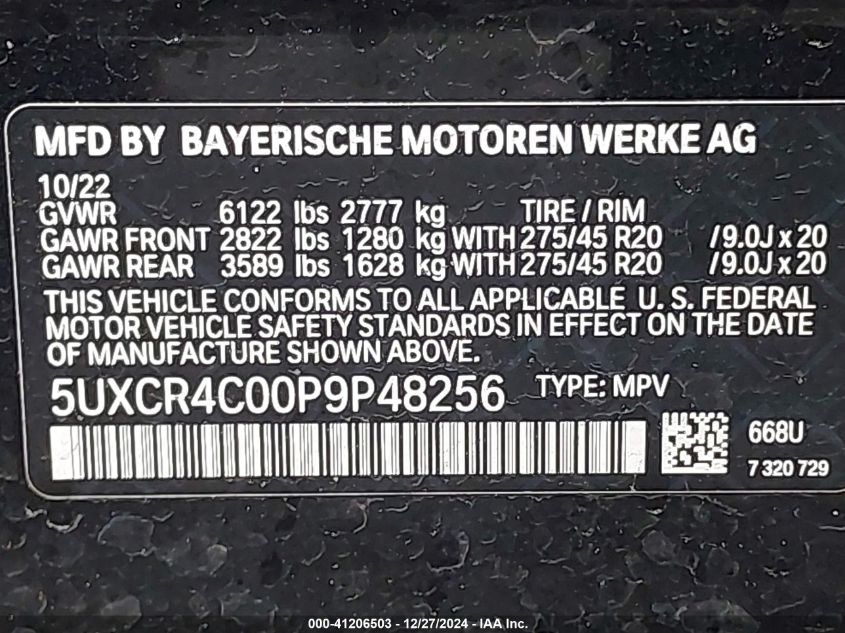 MFD BY BAYERISCHE MOTOREN WERKE AG
10/22
GVWR 6122 lbs 2777 kg TIRE / RIM
GAWR FRONT 2822 lbs 1280 kg WITH 275/45 R20 /9.0J x 20
GAWR REAR 3589 lbs 1628 kg WITH 275/45 R20 /9.0J x 20
THIS VEHICLE CONFORMS TO ALL APPLICABLE U. S. FEDERAL
MOTOR VEHICLE SAFETY STANDARDS IN EFFECT ON THE DATE
OF MANUFACTURE SHOWN ABOVE.
5UXCR4C00P9P48256 TYPE: MPV
668U
7 320 729
000-41206503 - 12/27/2024 - IAA Inc.